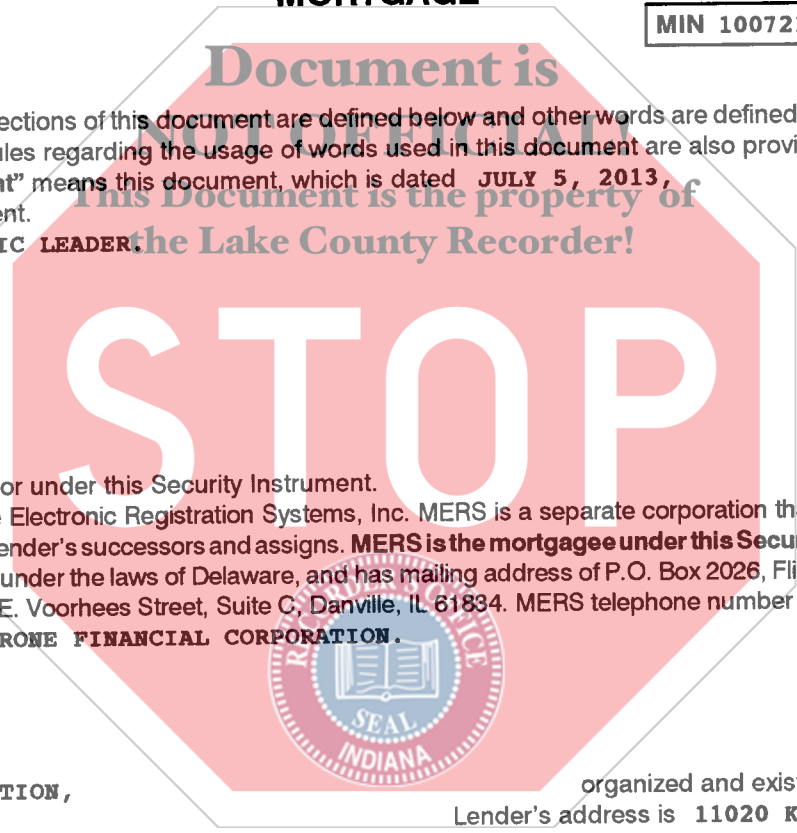 MORTGAGE
MIN 10072
Document is
ections of this document are defined below and other words are defined
NOT OFFICIAL!
ules regarding the usage of words used in this document are also provi
nt” means this document, which is dated JULY 5, 2013,
This Document is the property of
ent.
IC LEADER.
the Lake County Recorder!
STOP
or under this Security Instrument.
Electronic Registration Systems, Inc. MERS is a separate corporation th
ender's successors and assigns. MERS is the mortgagee under this Secu
under the laws of Delaware, and has mailing address of P.O. Box 2026, Fli
E. Voorhees Street, Suite C, Danville, IL 61834. MERS telephone number
RONE FINANCIAL CORPORATION.
RECORDER'S OFFICE
SEAL
INDIANA
TION,
organized and exis
Lender's address is 11020 K